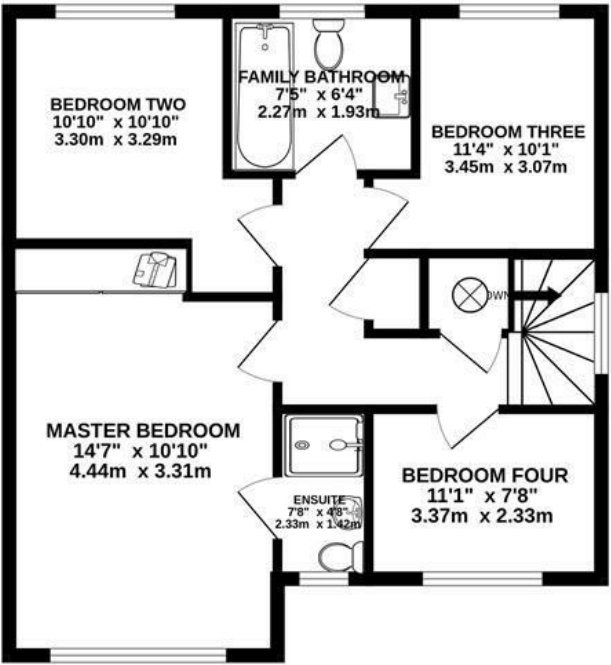 FAMILY BATHROOM
7'5" x 6'4"
2.27m x 1.93m
BEDROOM TWO
10'10" x 10'10"
3.30m x 3.29m
BEDROOM THREE
11'4" x 10'1"
3.45m x 3.07m
OWN
MASTER BEDROOM
14'7" x 10'10"
4.44m x 3.31m
BEDROOM FOUR
11'1" x 7'8"
3.37m x 2.33m
ENSUITE
7'8" x 4'8"
2.33m x 1.42m